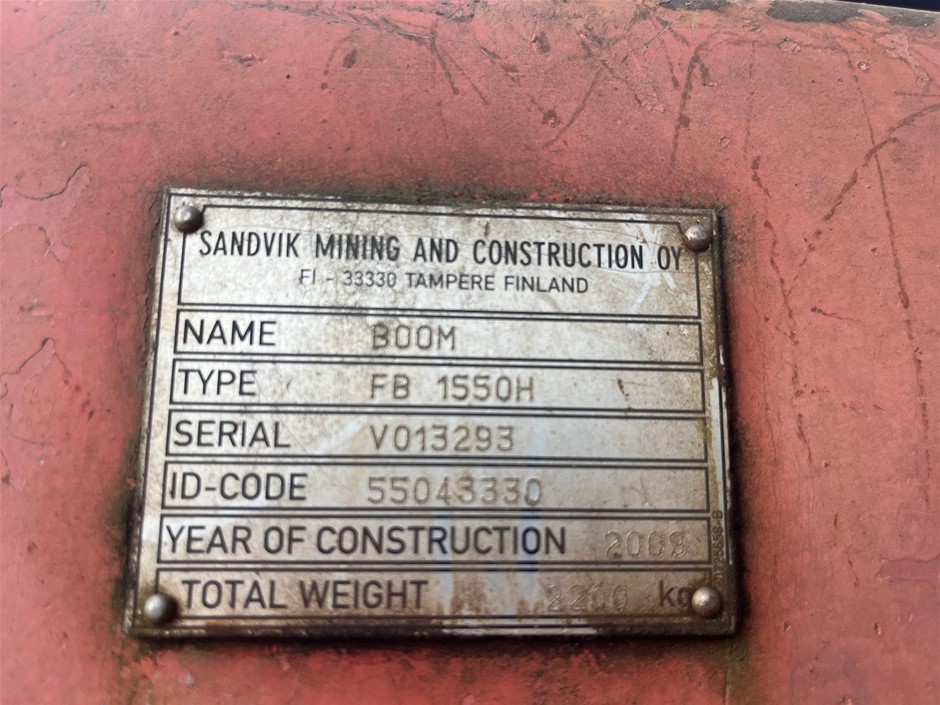 SANDVIK MINING AND CONSTRUCTION OY
FI - 33330 TAMPERE FINLAND
NAME BOOM
TYPE FB 1550H
SERIAL V013293
ID-CODE 55043330
YEAR OF CONSTRUCTION 2009
TOTAL WEIGHT 2200 kg